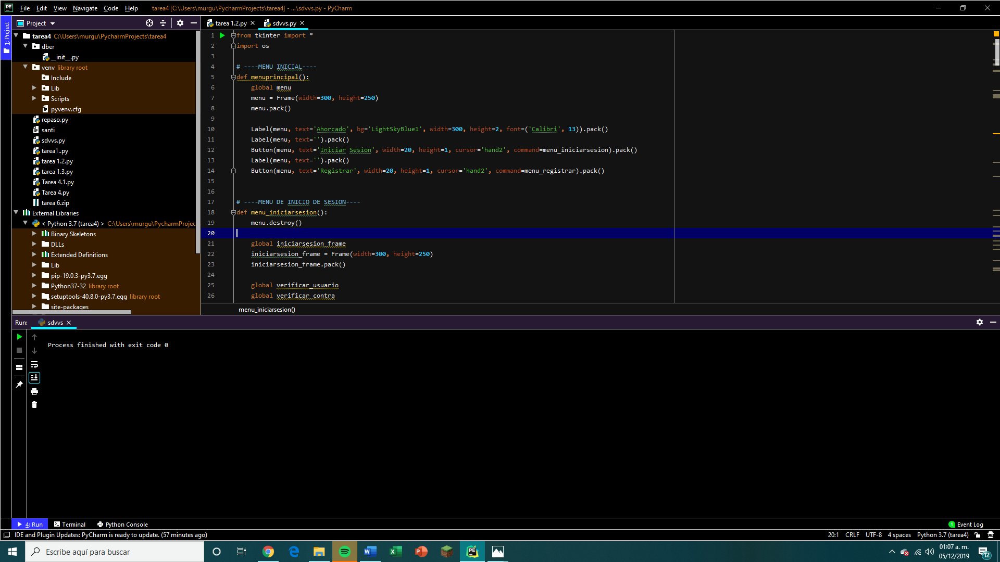 File Edit View Navigate Code Help tarea4 [C:\Users\murgu\PycharmProjects\tarea4] - ...\sdvvs.py - PyCharm
1: Project
Project
tarea4 C:\Users\murgu\PycharmProjects\tarea4
dber
__init__.py
venv library root
Include
Lib
Scripts
pyvenv.cfg
repaso.py
santi
sdvvs.py
tarea1..py
tarea 1.2.py
tarea 1.3.py
Tarea 4.1.py
Tarea 4.py
tarea 6.zip
External Libraries
< Python 3.7 (tarea4) > C:\Users\murgu\PycharmProjec
Binary Skeletons
DLLs
Extended Definitions
Lib
pip-19.0.3-py3.7.egg
Python37-32 library root
setuptools-40.8.0-py3.7.egg library root
site-packages
tarea 1.2.py sdvvs.py
1 from tkinter import *
2 import os
3
4 # ----MENU INICIAL----
5 def menuprincipal():
6 global menu
7 menu = Frame(width=300, height=250)
8 menu.pack()
9
10 Label(menu, text='Ahorcado', bg='LightSkyBlue1', width=300, height=2, font=('Calibri', 13)).pack()
11 Label(menu, text='').pack()
12 Button(menu, text='Iniciar Sesion', width=20, height=1, cursor='hand2', command=menu_iniciarsesion).pack()
13 Label(menu, text='').pack()
14 Button(menu, text='Registrar', width=20, height=1, cursor='hand2', command=menu_registrar).pack()
15
16
17 # ----MENU DE INICIO DE SESION----
18 def menu_iniciarsesion():
19 menu.destroy()
20
21 global iniciarsesion_frame
22 iniciarsesion_frame = Frame(width=300, height=250)
23 iniciarsesion_frame.pack()
24
25 global verificar_usuario
26 global verificar_contra
menu_iniciarsesion()
Run: sdvvs
Process finished with exit code 0
4: Run Terminal Python Console 1 Event Log
IDE and Plugin Updates: PyCharm is ready to update. (57 minutes ago) 20:1 CRLF UTF-8 4 spaces Python 3.7 (tarea4)
Escribe aquí para buscar
01:07 a. m.
05/12/2019
12